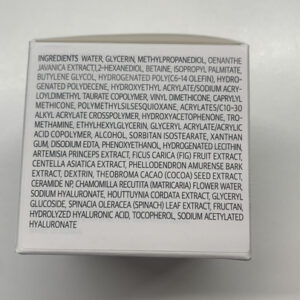 INGREDIENTS WATER, GLYCERIN, METHYLPROPANEDIOL, OENANTHE
JAVANICA EXTRACT,1,2-HEXANEDIOL, BETAINE, ISOPROPYL PALMITATE,
BUTYLENE GLYCOL, HYDROGENATED POLY(C6-14 OLEFIN), HYDRO-
GENATED POLYDECENE, HYDROXYETHYL ACRYLATE/SODIUM ACRY-
LOYLDIMETHYL TAURATE COPOLYMER, VINYL DIMETHICONE, CAPRYLYL
METHICONE, POLYMETHYLSILSESQUIOXANE, ACRYLATES/C10-30
ALKYL ACRYLATE CROSSPOLYMER, HYDROXYACETOPHENONE, TRO-
METHAMINE, ETHYLHEXYLGLYCERIN, GLYCERYL ACRYLATE/ACRYLIC
ACID COPOLYMER, ALCOHOL, SORBITAN ISOSTEARATE, XANTHAN
GUM, DISODIUM EDTA, PHENOXYETHANOL, HYDROGENATED LECITHIN,
ARTEMISIA PRINCEPS EXTRACT, FICUS CARICA (FIG) FRUIT EXTRACT,
CENTELLA ASIATICA EXTRACT, PHELLODENDRON AMURENSE BARK
EXTRACT, DEXTRIN, THEOBROMA CACAO (COCOA) SEED EXTRACT,
CERAMIDE NP, CHAMOMILLA RECUTITA (MATRICARIA) FLOWER WATER,
SODIUM HYALURONATE, HOUTTUYNIA CORDATA EXTRACT, GLYCERYL
GLUCOSIDE, SPINACIA OLERACEA (SPINACH) LEAF EXTRACT, FRUCTAN,
HYDROLYZED HYALURONIC ACID, TOCOPHEROL, SODIUM ACETYLATED
HYALURONATE